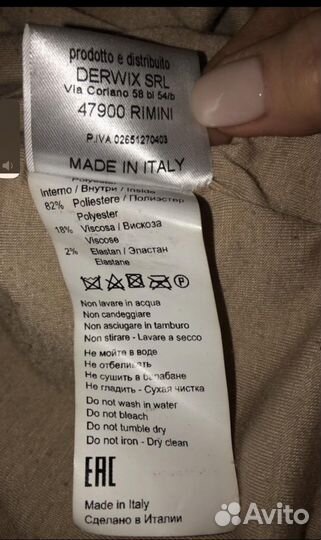 prodotto e distribuito
DERWIX SRL
Via Coriano 58 bl 54/b
47900 RIMINI
P.IVA 02651270403
MADE IN ITALY
Polyester
Interno / Внутри / Inside
82% Poliestere / Полиэстер
Polyester
18% Viscosa / Вискоза
Viscose
2% Elastan / Эластан
Elastane
Non lavare in acqua
Non candeggiare
Non asciugare in tamburo
Non stirare - Lavare a secco
Не мойте в воде
Не отбеливать
Не сушить в барабане
Не гладить - Сухая чистка
Do not wash in water
Do not bleach
Do not tumble dry
Do not iron - Dry clean
EAC
Made in Italy
Сделано в Италии
Avito